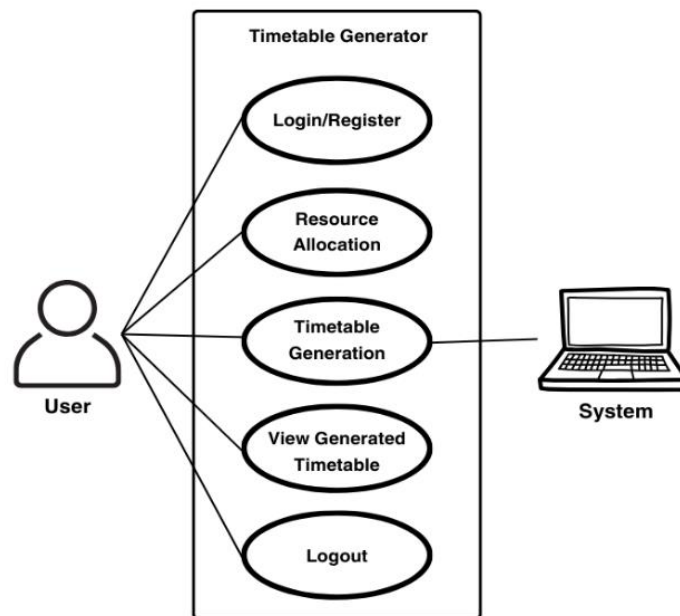 Timetable Generator
Login/Register
Resource
Allocation
Timetable
Generation
View Generated
Timetable
Logout
User
System